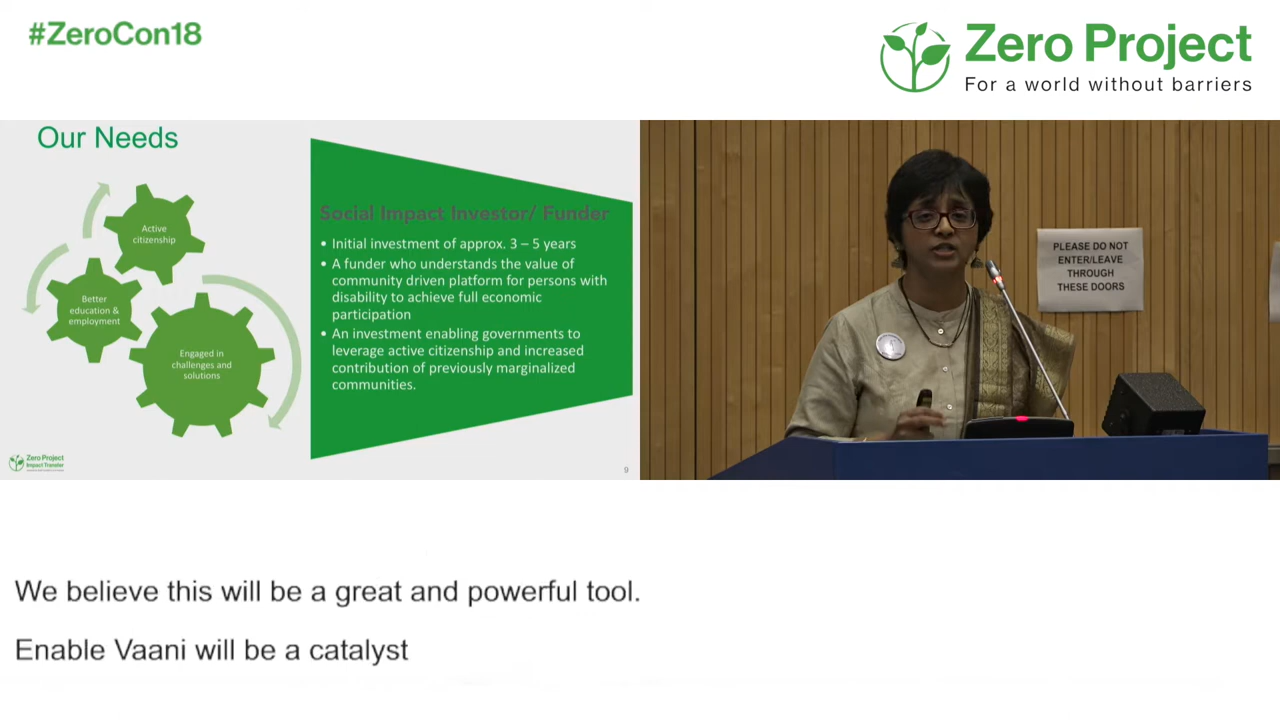 #ZeroCon18
Zero Project
For a world without barriers
Our Needs
Active
citizenship
Better
education &
employment
Engaged in
challenges and
solutions
Social Impact Investor/ Funder
• Initial investment of approx. 3 – 5 years
• A funder who understands the value of
community driven platform for persons with
disability to achieve full economic
participation
• An investment enabling governments to
leverage active citizenship and increased
contribution of previously marginalized
communities.
Zero Project
Impact Transfer
9
PLEASE DO NOT
ENTER/LEAVE
THROUGH
THESE DOORS
We believe this will be a great and powerful tool.
Enable Vaani will be a catalyst